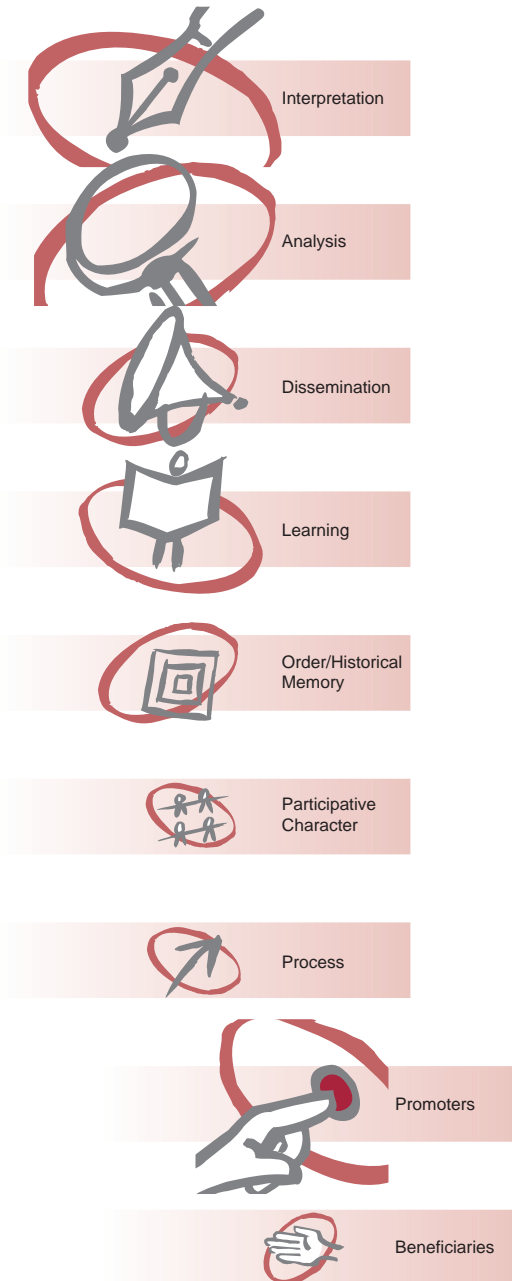 Interpretation
Analysis
Dissemination
Learning
Order/Historical
Memory
Participative
Character
Process
Promoters
Beneficiaries